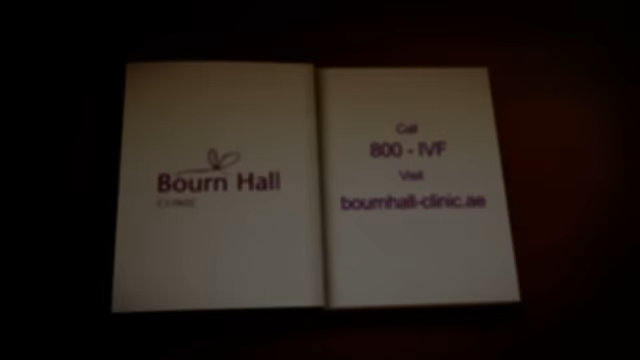 Bourn Hall
CLINIC
Call
800 - IVF
Visit
bournhall-clinic.ae